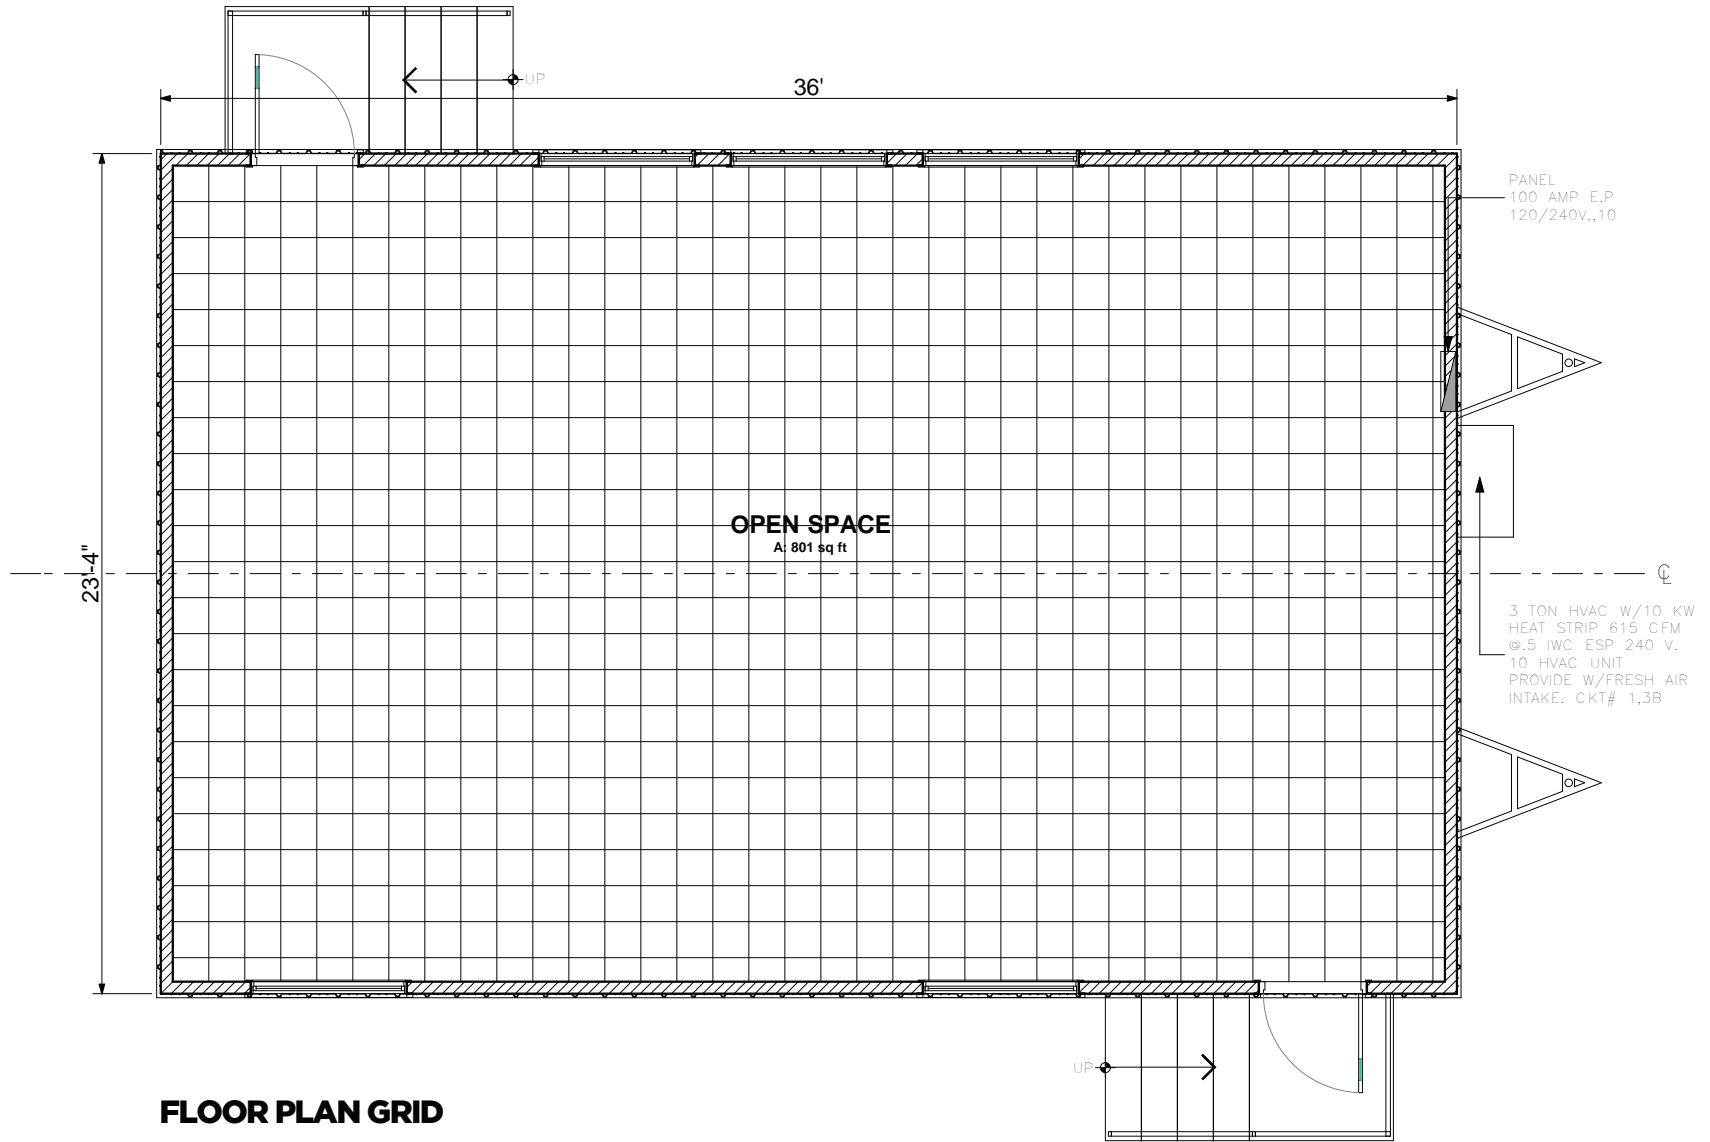 UP
36'
PANEL
100 AMP E.P
120/240V.,10
OPEN SPACE
A: 801 sq ft
23'-4"
℄
3 TON HVAC W/10 KW
HEAT STRIP 615 CFM
@.5 IWC ESP 240 V.
10 HVAC UNIT
PROVIDE W/FRESH AIR
INTAKE. CKT# 1,3B
UP
FLOOR PLAN GRID